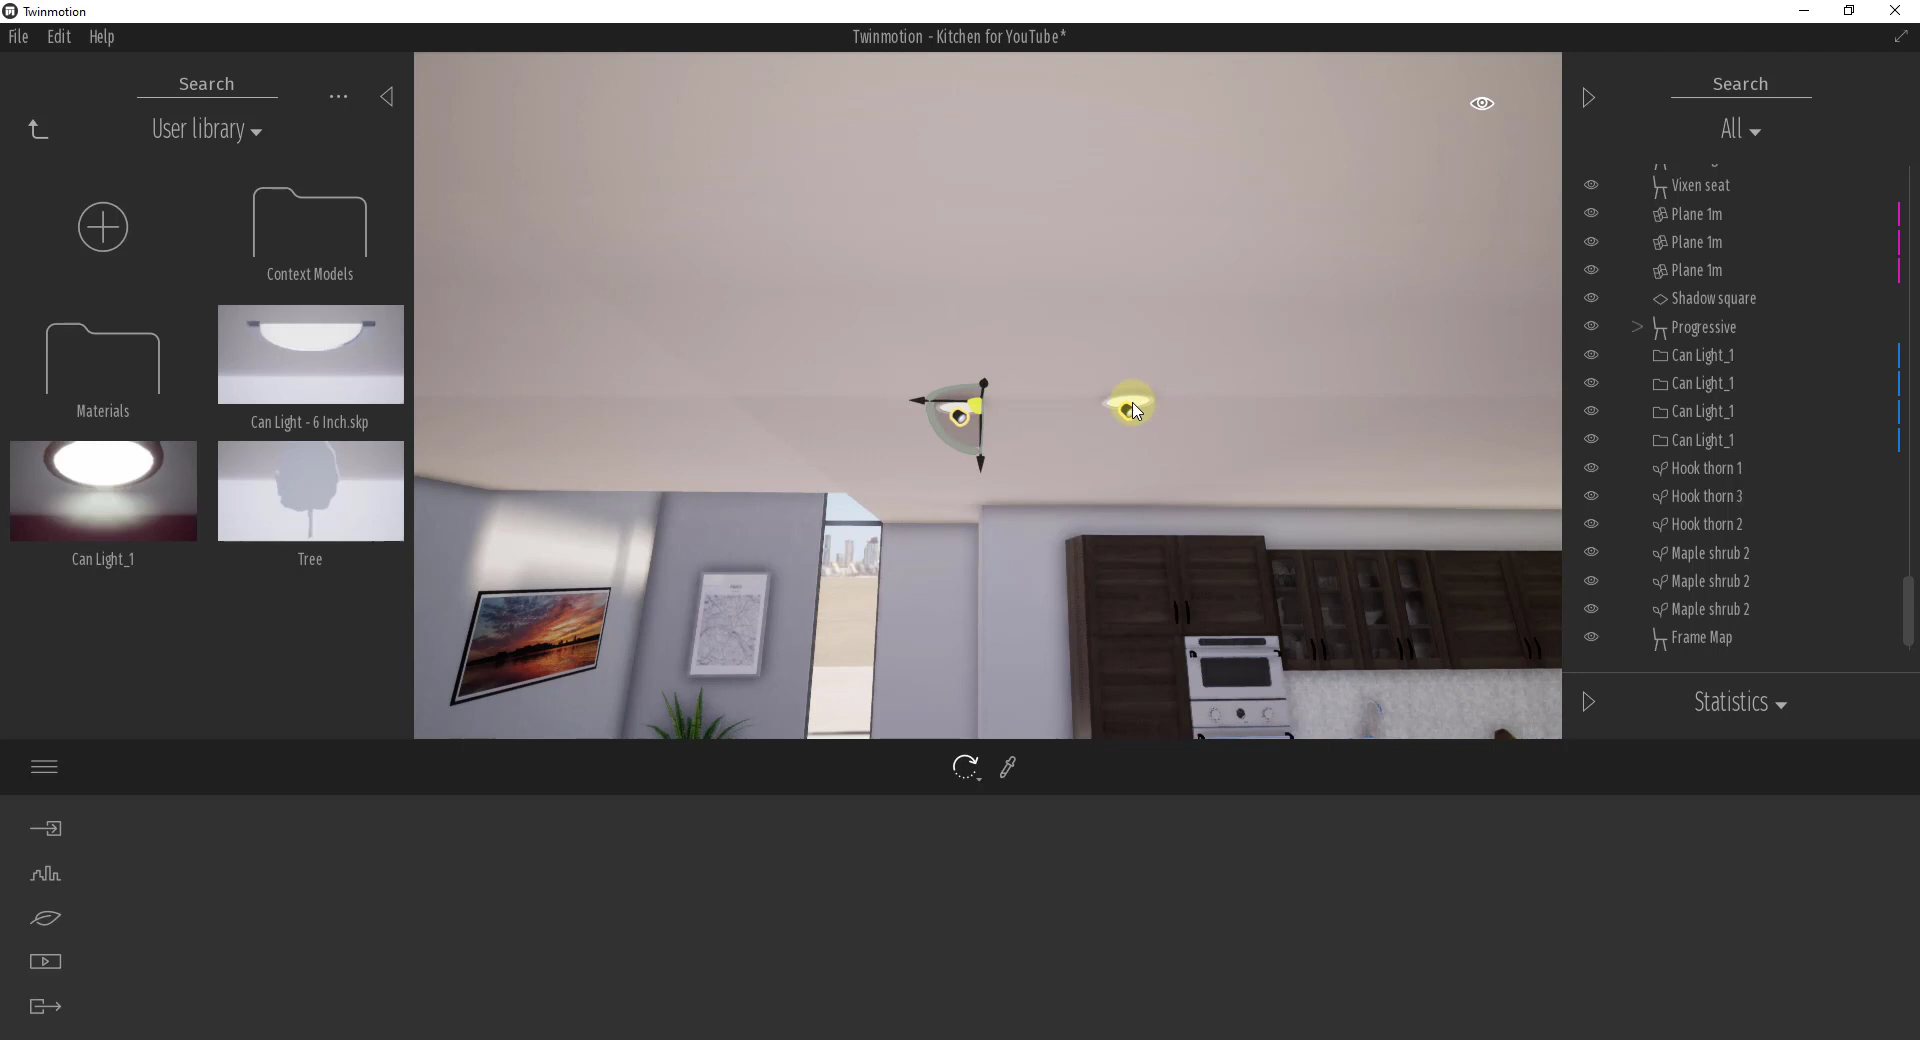 Twinmotion
File Edit Help
Twinmotion - Kitchen for YouTube*
Search
User library
Context Models
Materials
Can Light - 6 Inch.skp
Can Light_1
Tree
Search
All
Vixen seat
Plane 1m
Plane 1m
Plane 1m
Shadow square
Progressive
Can Light_1
Can Light_1
Can Light_1
Can Light_1
Hook thorn 1
Hook thorn 3
Hook thorn 2
Maple shrub 2
Maple shrub 2
Maple shrub 2
Frame Map
Statistics